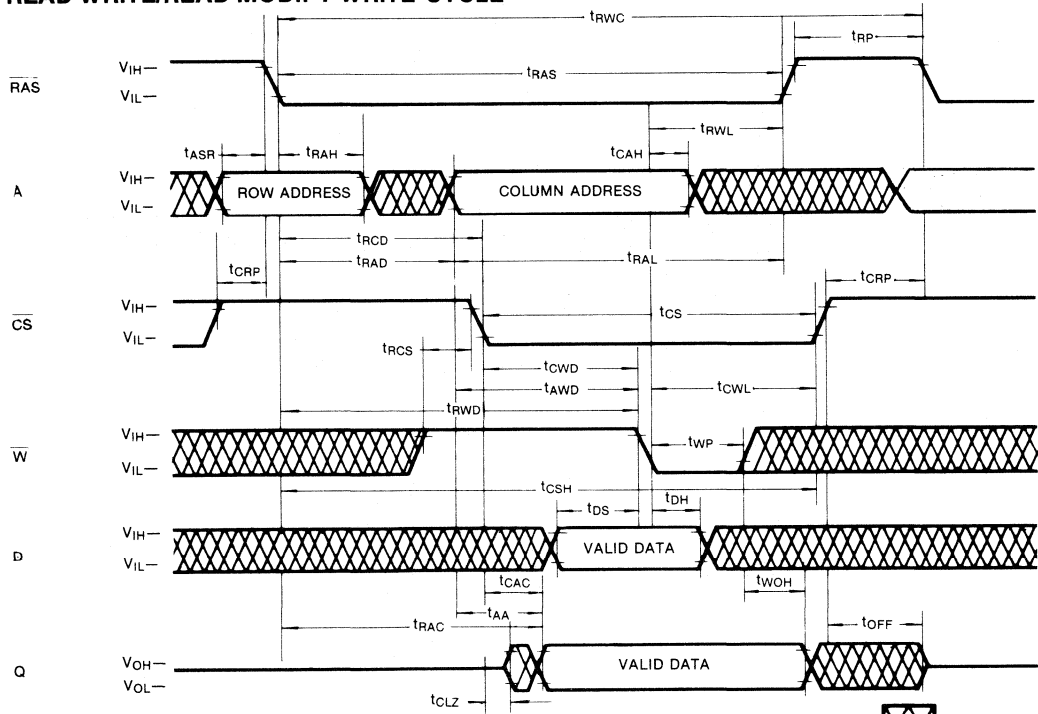 READ-WRITE/READ-MODIFY-WRITE CYCLE
tRWC
tRP
RAS
VIH
VIL
tRAS
tRWL
tASR
tRAH
tCAH
A
VIH
VIL
ROW ADDRESS
COLUMN ADDRESS
tRCD
tRAD
tRAL
tCRP
tCRP
CS
VIH
VIL
tCS
tRCS
tCWD
tAWD
tCWL
tRWD
W
VIH
VIL
tWP
tCSH
tDS
tDH
D
VIH
VIL
VALID DATA
tCAC
tWOH
tAA
tRAC
tOFF
Q
VOH
VOL
VALID DATA
tCLZ